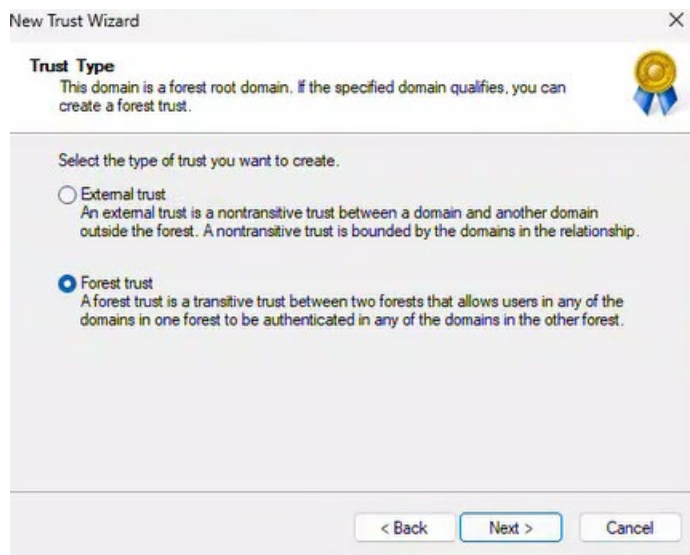 New Trust Wizard
Trust Type
This domain is a forest root domain. If the specified domain qualifies, you can
create a forest trust.
Select the type of trust you want to create.
External trust
An external trust is a nontransitive trust between a domain and another domain
outside the forest. A nontransitive trust is bounded by the domains in the relationship.
Forest trust
A forest trust is a transitive trust between two forests that allows users in any of the
domains in one forest to be authenticated in any of the domains in the other forest.
< Back Next > Cancel